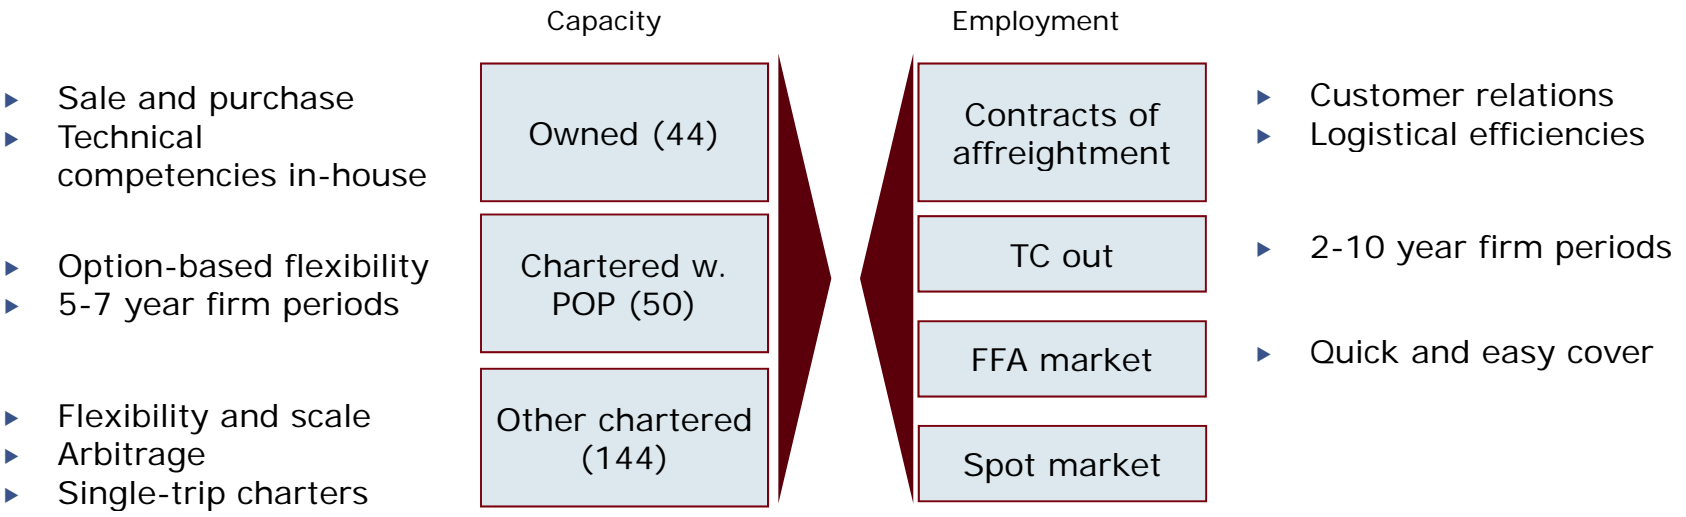 Capacity
Employment
Sale and purchase
Technical
competencies in-house
Option-based flexibility
5-7 year firm periods
Flexibility and scale
Arbitrage
Single-trip charters
Owned (44)
Chartered w.
POP (50)
Other chartered
(144)
Contracts of
affreightment
TC out
FFA market
Spot market
Customer relations
Logistical efficiencies
2-10 year firm periods
Quick and easy cover